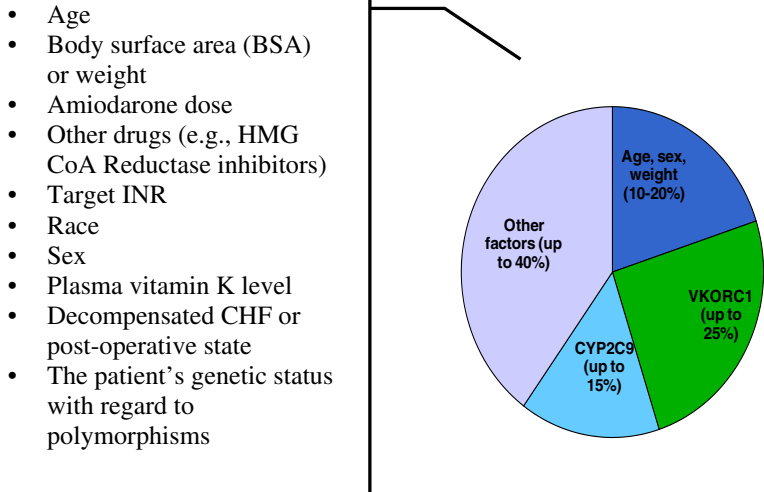 • Age
• Body surface area (BSA)
or weight
• Amiodarone dose
• Other drugs (e.g., HMG
CoA Reductase inhibitors)
• Target INR
• Race
• Sex
• Plasma vitamin K level
• Decompensated CHF or
post-operative state
• The patient’s genetic status
with regard to
polymorphisms
Age, sex,
weight
(10-20%)
Other
factors (up
to 40%)
VKORC1
(up to
25%)
CYP2C9
(up to
15%)